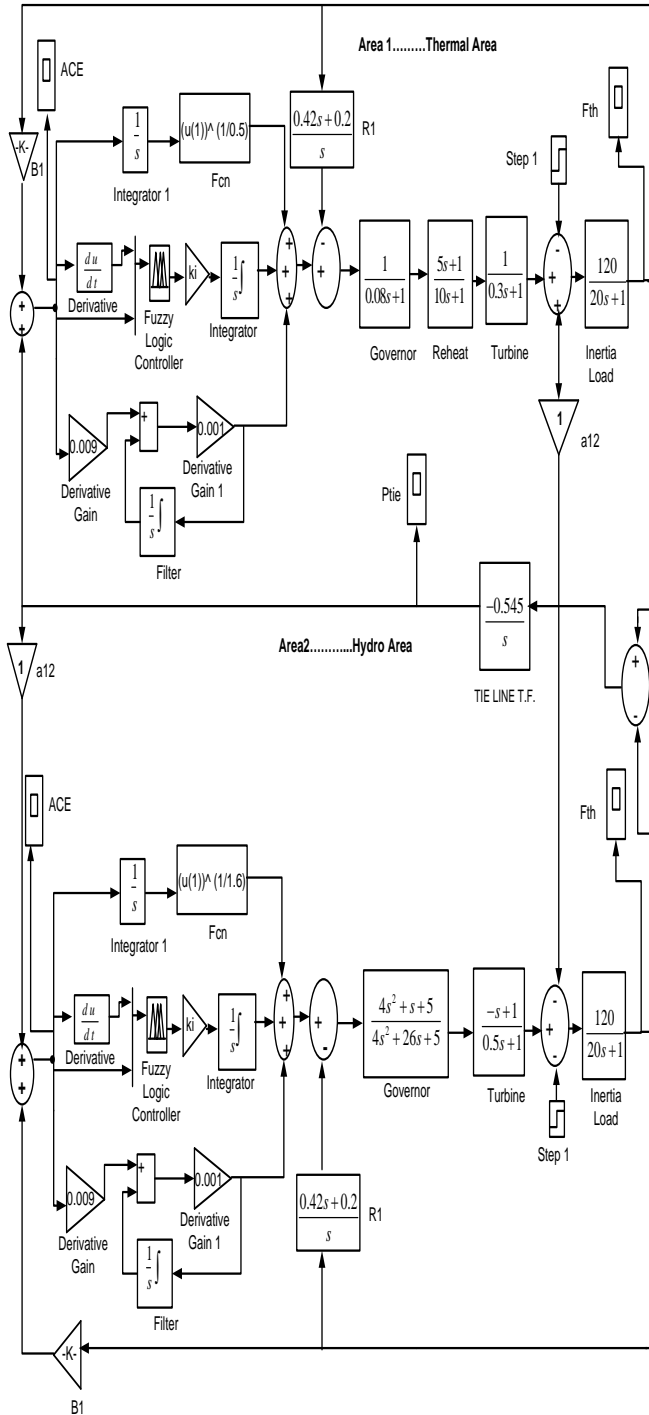 Area 1.........Thermal Area
ACE
Fth
-K-
B1
1
s
Integrator 1
(u(1))^(1/0.5)
Fcn
0.42s+0.2
s
R1
Step 1
du
dt
Derivative
Fuzzy
Logic
Controller
ki
1
s
∫
Integrator
+
+
+
+
+
-
+
1
0.08s+1
Governor
5s+1
10s+1
Reheat
1
0.3s+1
Turbine
-
+
+
120
20s+1
Inertia
Load
0.009
Derivative
Gain
+
0.001
Derivative
Gain 1
1
s
∫
Filter
1
a12
Ptie
-0.545
s
TIE LINE T.F.
+
-
1
a12
Area2...........Hydro Area
ACE
Fth
1
s
Integrator 1
(u(1))^(1/1.6)
Fcn
du
dt
Derivative
Fuzzy
Logic
Controller
ki
1
s
∫
Integrator
+
+
+
+
+
+
-
4s²+s+5
4s²+26s+5
Governor
-s+1
0.5s+1
Turbine
-
+
-
120
20s+1
Inertia
Load
Step 1
0.009
Derivative
Gain
+
0.001
Derivative
Gain 1
1
s
∫
Filter
0.42s+0.2
s
R1
-K-
B1